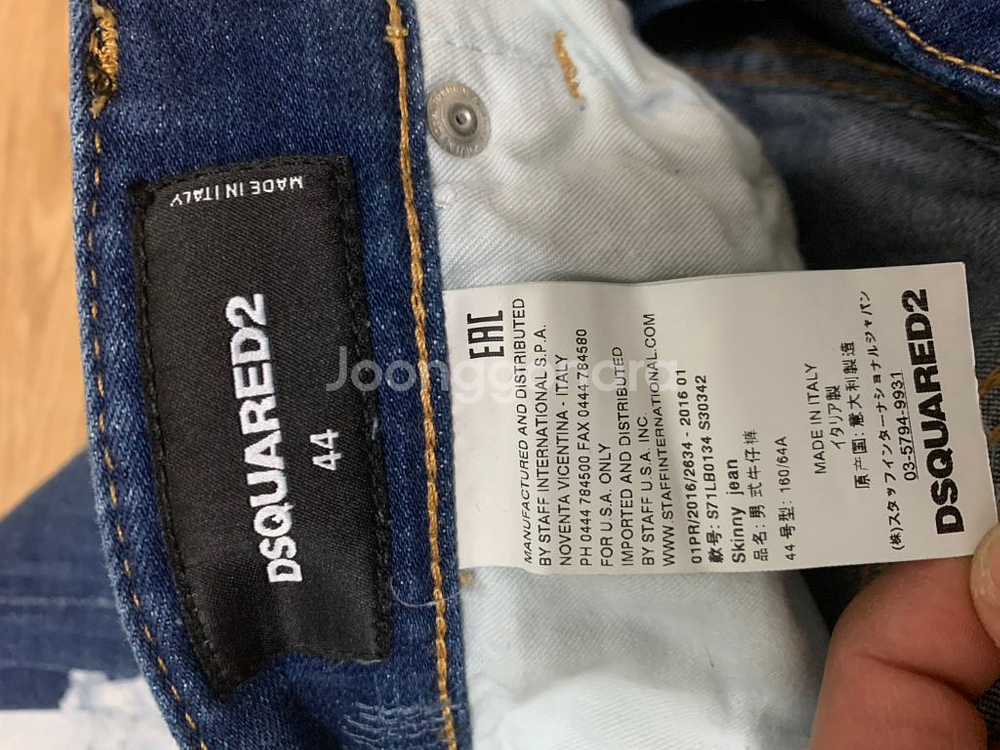 MADE IN ITALY
DSQUARED2
44
EAC
MANUFACTURED AND DISTRIBUTED
BY STAFF INTERNATIONAL S.P.A.
NOVENTA VICENTINA - ITALY
PH 0444 784500 FAX 0444 784580
FOR U.S.A. ONLY
IMPORTED AND DISTRIBUTED
BY STAFF U.S.A. INC.
WWW.STAFFINTERNATIONAL.COM
01PR/2016/2634 - 2016 01
款号: S71LB0134 S30342
Skinny jean
品名: 男式牛仔裤
44 号型: 160/64A
MADE IN ITALY
イタリア製
原产国: 意大利製造
(株)スタッフインターナショナルジャパン
03-5794-9931
DSQUARED2
Joonggonara